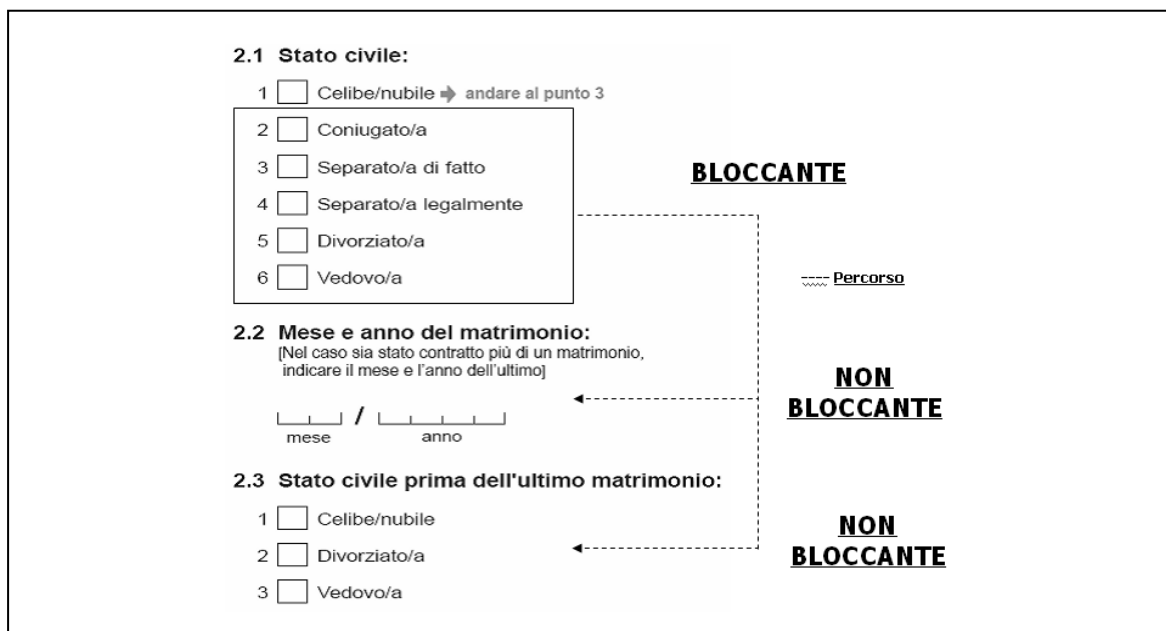 2.1 Stato civile:
1 Celibe/nubile ➔ andare al punto 3
2 Coniugato/a
3 Separato/a di fatto
4 Separato/a legalmente
5 Divorziato/a
6 Vedovo/a
BLOCCANTE
---- Percorso
2.2 Mese e anno del matrimonio:
[Nel caso sia stato contratto più di un matrimonio,
indicare il mese e l'anno dell'ultimo]
/
mese anno
NON
BLOCCANTE
2.3 Stato civile prima dell'ultimo matrimonio:
1 Celibe/nubile
2 Divorziato/a
3 Vedovo/a
NON
BLOCCANTE